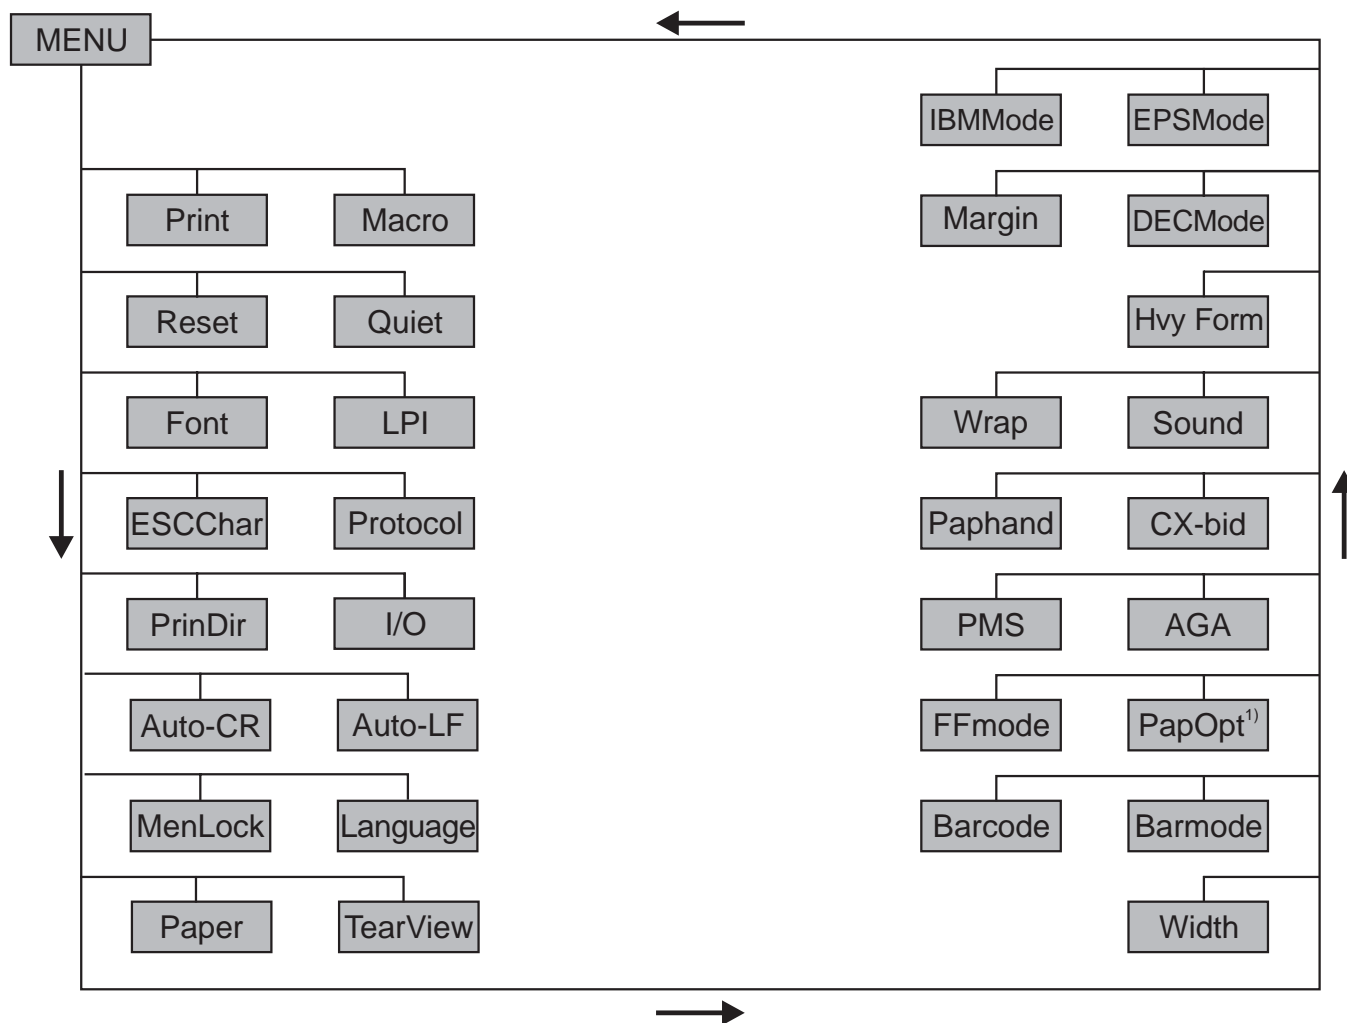 MENU
IBMMode EPSMode
Print Macro Margin DECMode
Reset Quiet Hvy Form
Font LPI Wrap Sound
ESCChar Protocol Paphand CX-bid
PrinDir I/O PMS AGA
Auto-CR Auto-LF FFmode PapOpt1)
MenLock Language Barcode Barmode
Paper TearView Width